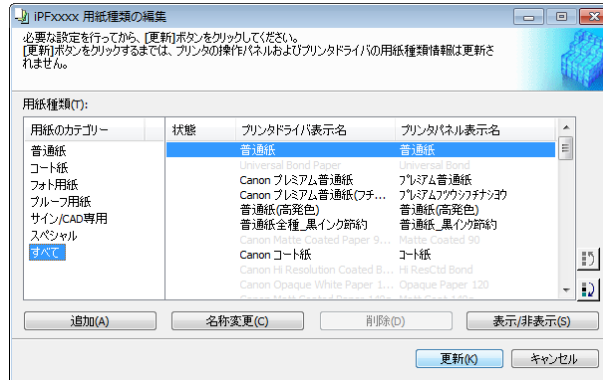 iPFxxxx 用紙種類の編集
必要な設定を行ってから、[更新]ボタンをクリックしてください。
[更新]ボタンをクリックするまでは、プリンタの操作パネルおよびプリンタドライバの用紙種類情報は更新さ
れません。
用紙種類(T):
用紙のカテゴリー
普通紙
コート紙
フォト用紙
プルーフ用紙
サイン/CAD専用
スペシャル
すべて
状態 プリンタドライバ表示名 プリンタパネル表示名
普通紙 普通紙
Universal Bond Paper Universal Bond
Canon プレミアム普通紙 プレミアム普通紙
Canon プレミアム普通紙(フチ... プレミアムフツウシフチナシヨウ
普通紙(高発色) 普通紙(高発色)
普通紙全種_黒インク節約 普通紙_黒インク節約
Canon Matte Coated Paper 9... Matte Coated 90
Canon コート紙 コート紙
Canon Hi Resolution Coated B... Hi ResCtd Bond
Canon Opaque White Paper 1... Opaque Paper 120
追加(A) 名称変更(C) 削除(D) 表示/非表示(S)
更新(K) キャンセル